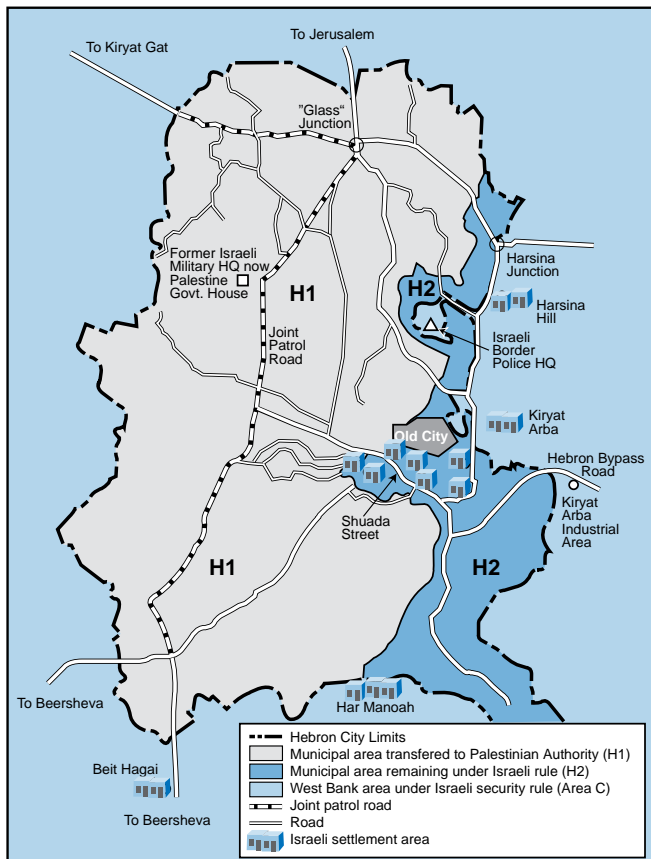 To Jerusalem
To Kiryat Gat
"Glass“
Junction
Harsina
Junction
Former Israeli
Military HQ now
Palestine
Govt. House
H1
H2
Harsina
Hill
Joint
Patrol
Road
Israeli
Border
Police HQ
Kiryat
Arba
Old City
Hebron Bypass
Road
Kiryat
Arba
Industrial
Area
Shuada
Street
H1
H2
To Beersheva
Har Manoah
Beit Hagai
To Beersheva
Hebron City Limits
Municipal area transfered to Palestinian Authority (H1)
Municipal area remaining under Israeli rule (H2)
West Bank area under Israeli security rule (Area C)
Joint patrol road
Road
Israeli settlement area